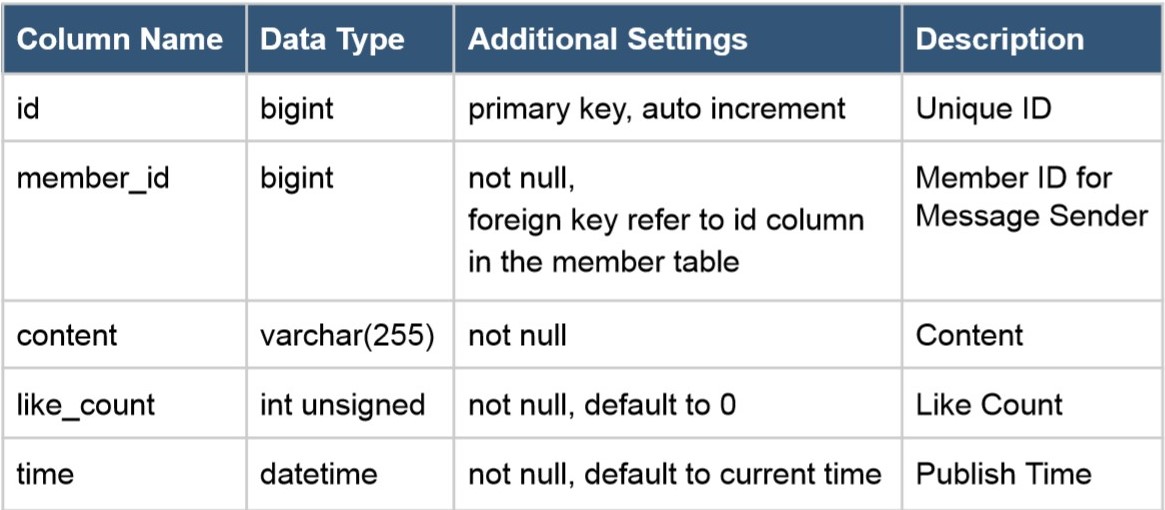 Column Name Data Type Additional Settings Description
id bigint primary key, auto increment Unique ID
member_id bigint not null, Member ID for
foreign key refer to id column Message Sender
in the member table
content varchar(255) not null Content
like_count int unsigned not null, default to 0 Like Count
time datetime not null, default to current time Publish Time